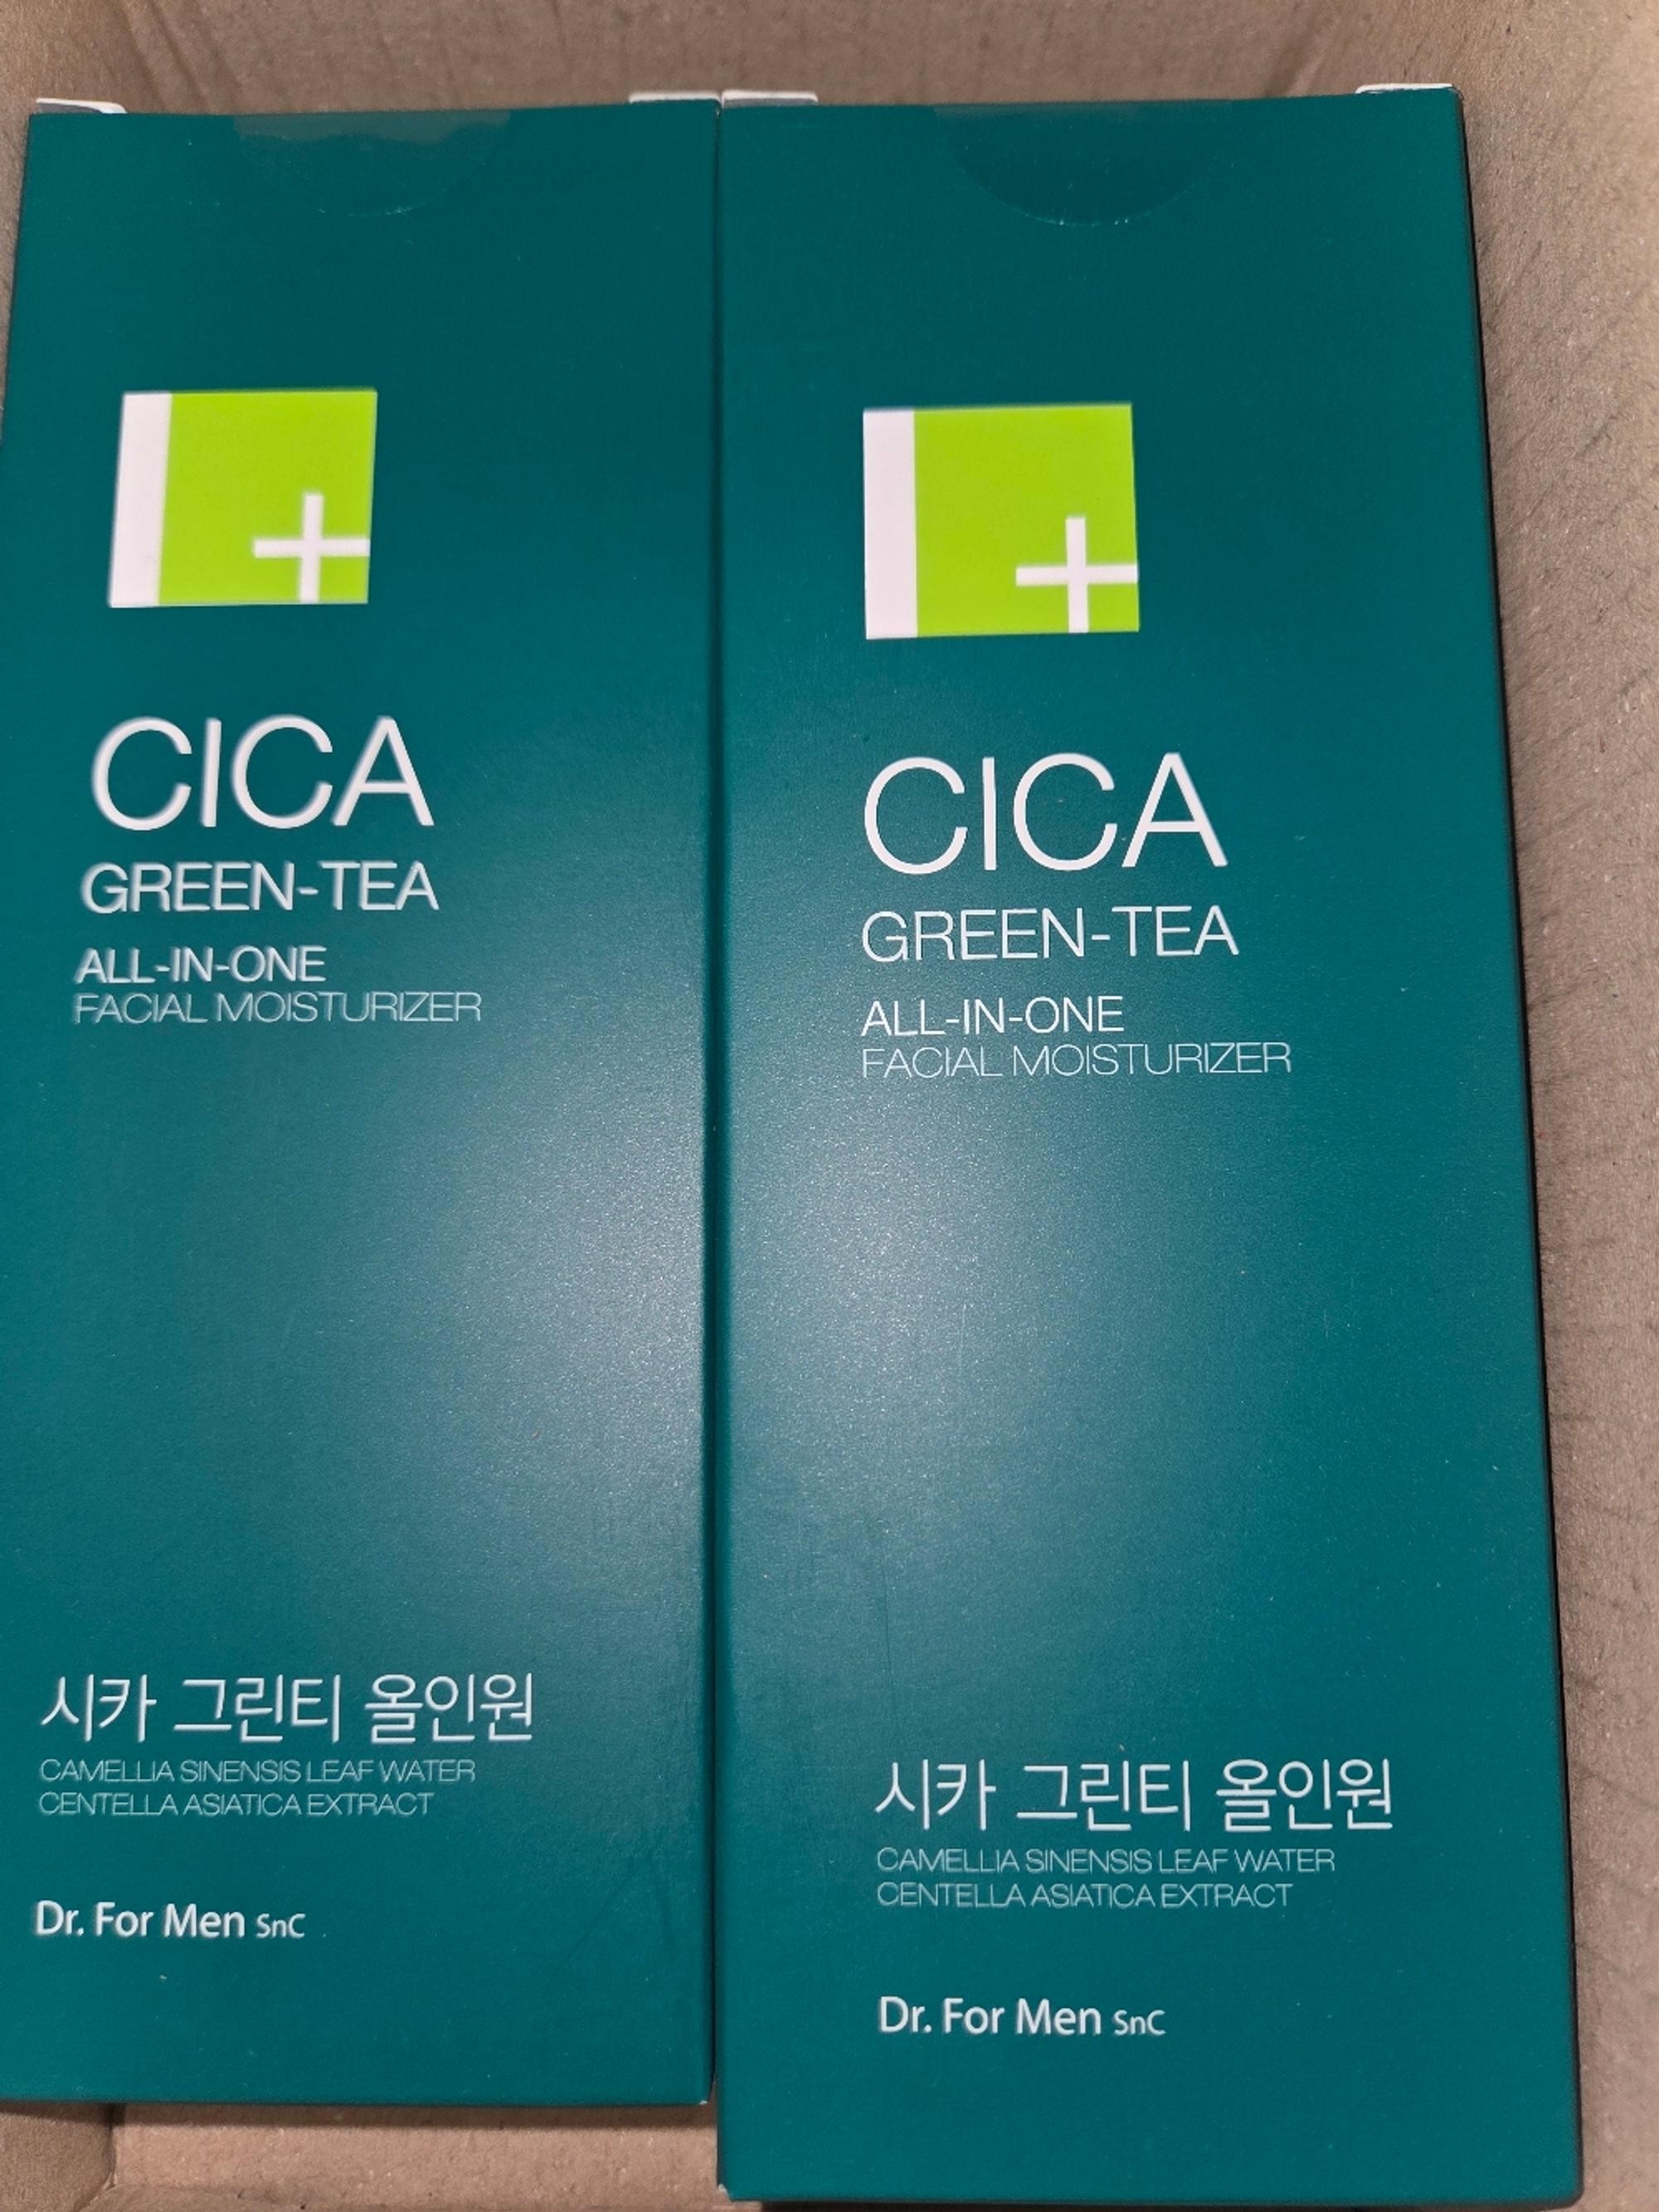 CICA
GREEN-TEA
ALL-IN-ONE
FACIAL MOISTURIZER
시카 그린티 올인원
CAMELLIA SINENSIS LEAF WATER
CENTELLA ASIATICA EXTRACT
Dr. For Men SnC
CICA
GREEN-TEA
ALL-IN-ONE
FACIAL MOISTURIZER
시카 그린티 올인원
CAMELLIA SINENSIS LEAF WATER
CENTELLA ASIATICA EXTRACT
Dr. For Men SnC